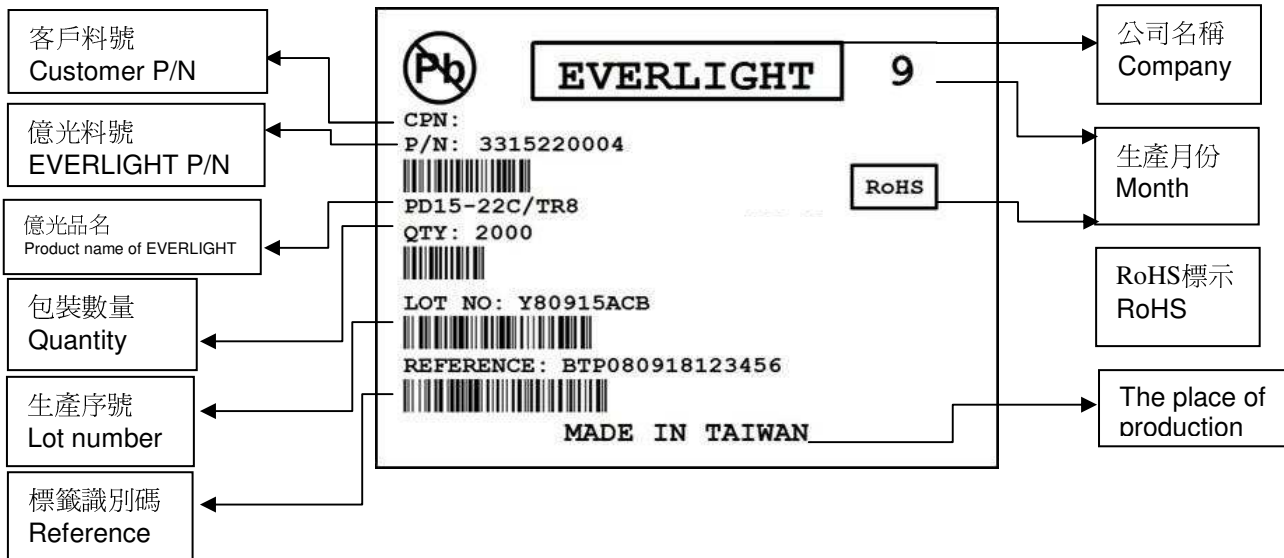 客戶料號
Customer P/N
億光料號
EVERLIGHT P/N
億光品名
Product name of EVERLIGHT
包裝數量
Quantity
生產序號
Lot number
標籤識別碼
Reference
Pb
EVERLIGHT
9
CPN:
P/N: 3315220004
RoHS
PD15-22C/TR8
QTY: 2000
LOT NO: Y80915ACB
REFERENCE: BTP080918123456
MADE IN TAIWAN
公司名稱
Company
生產月份
Month
RoHS標示
RoHS
The place of
production